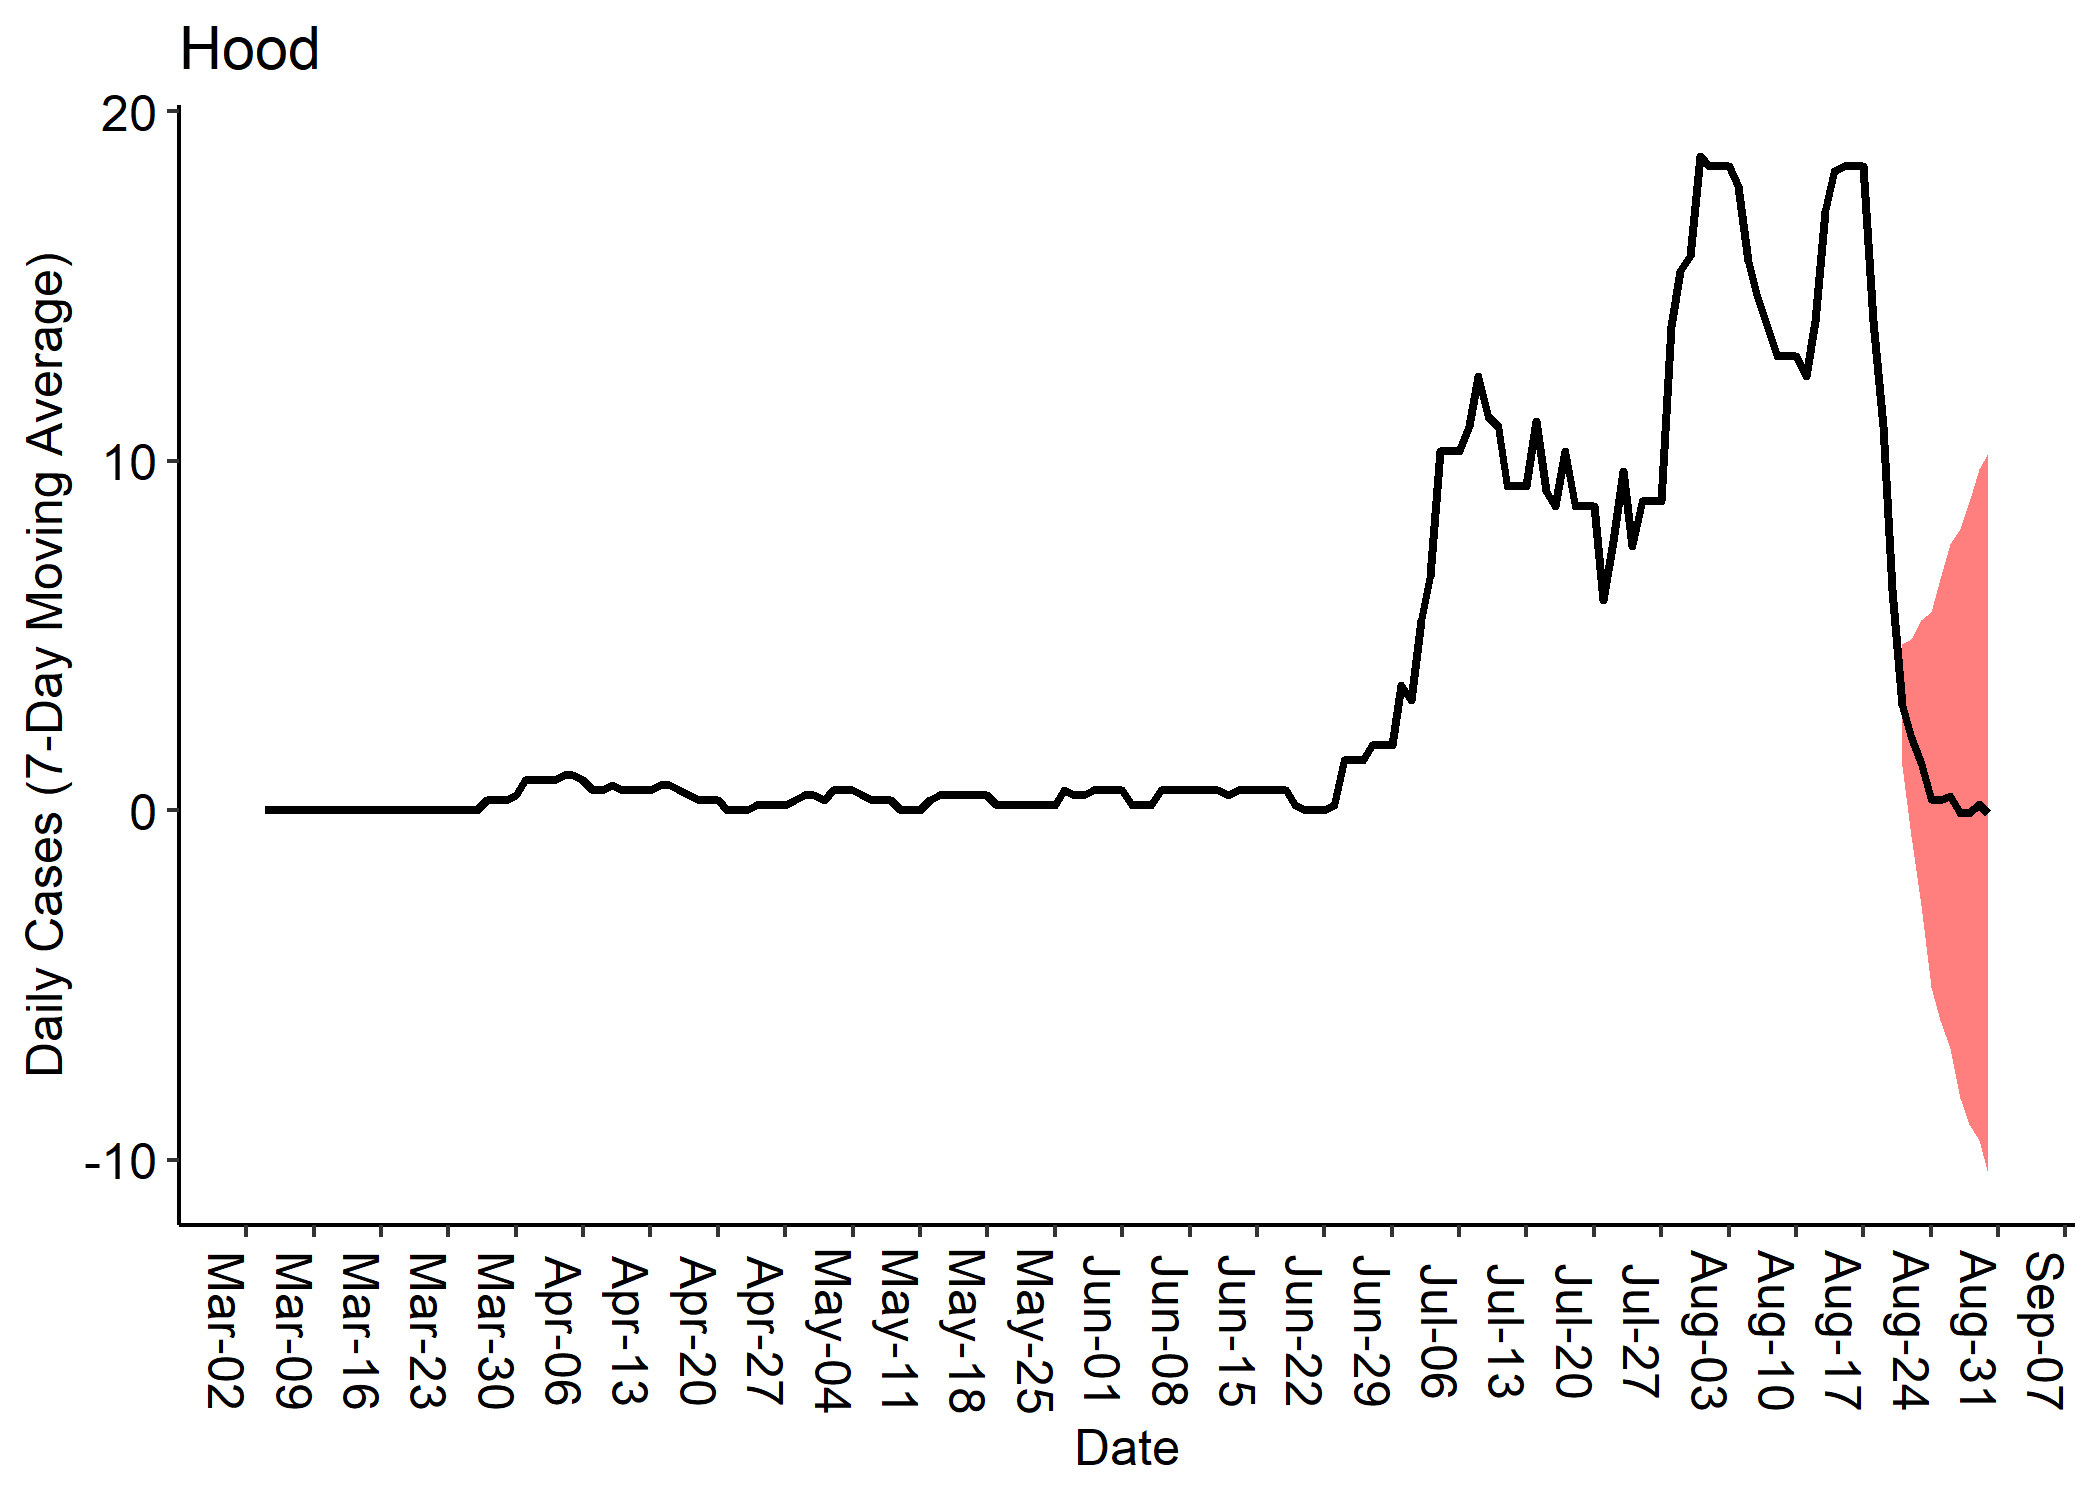 Hood
Daily Cases (7-Day Moving Average)
20
10
0
-10
Mar-02
Mar-09
Mar-16
Mar-23
Mar-30
Apr-06
Apr-13
Apr-20
Apr-27
May-04
May-11
May-18
May-25
Jun-01
Jun-08
Jun-15
Jun-22
Jun-29
Jul-06
Jul-13
Jul-20
Jul-27
Aug-03
Aug-10
Aug-17
Aug-24
Aug-31
Sep-07
Date